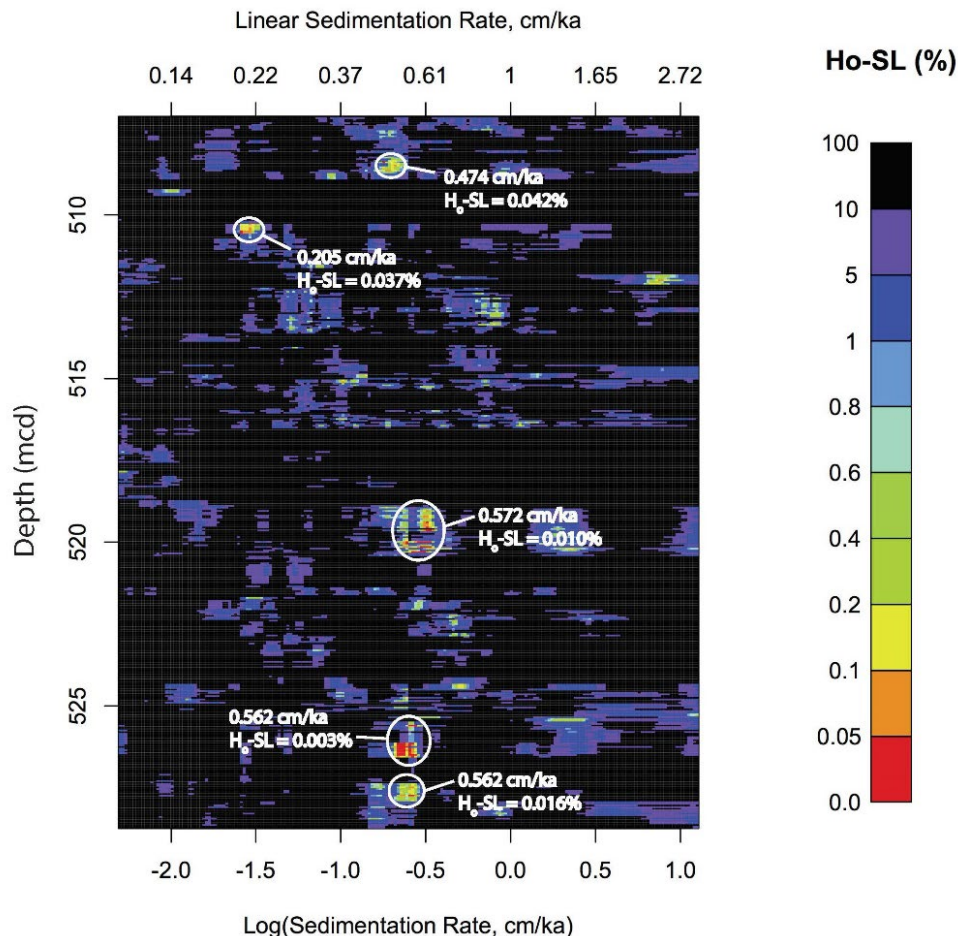 Linear Sedimentation Rate, cm/ka
0.14 0.22 0.37 0.61 1 1.65 2.72
Ho-SL (%)
100
10
5
1
0.8
0.6
0.4
0.2
0.1
0.05
0.0
Depth (mcd)
510
515
520
525
0.474 cm/ka
Ho-SL = 0.042%
0.205 cm/ka
Ho-SL = 0.037%
0.572 cm/ka
Ho-SL = 0.010%
0.562 cm/ka
Ho-SL = 0.003%
0.562 cm/ka
Ho-SL = 0.016%
-2.0 -1.5 -1.0 -0.5 0.0 0.5 1.0
Log(Sedimentation Rate, cm/ka)